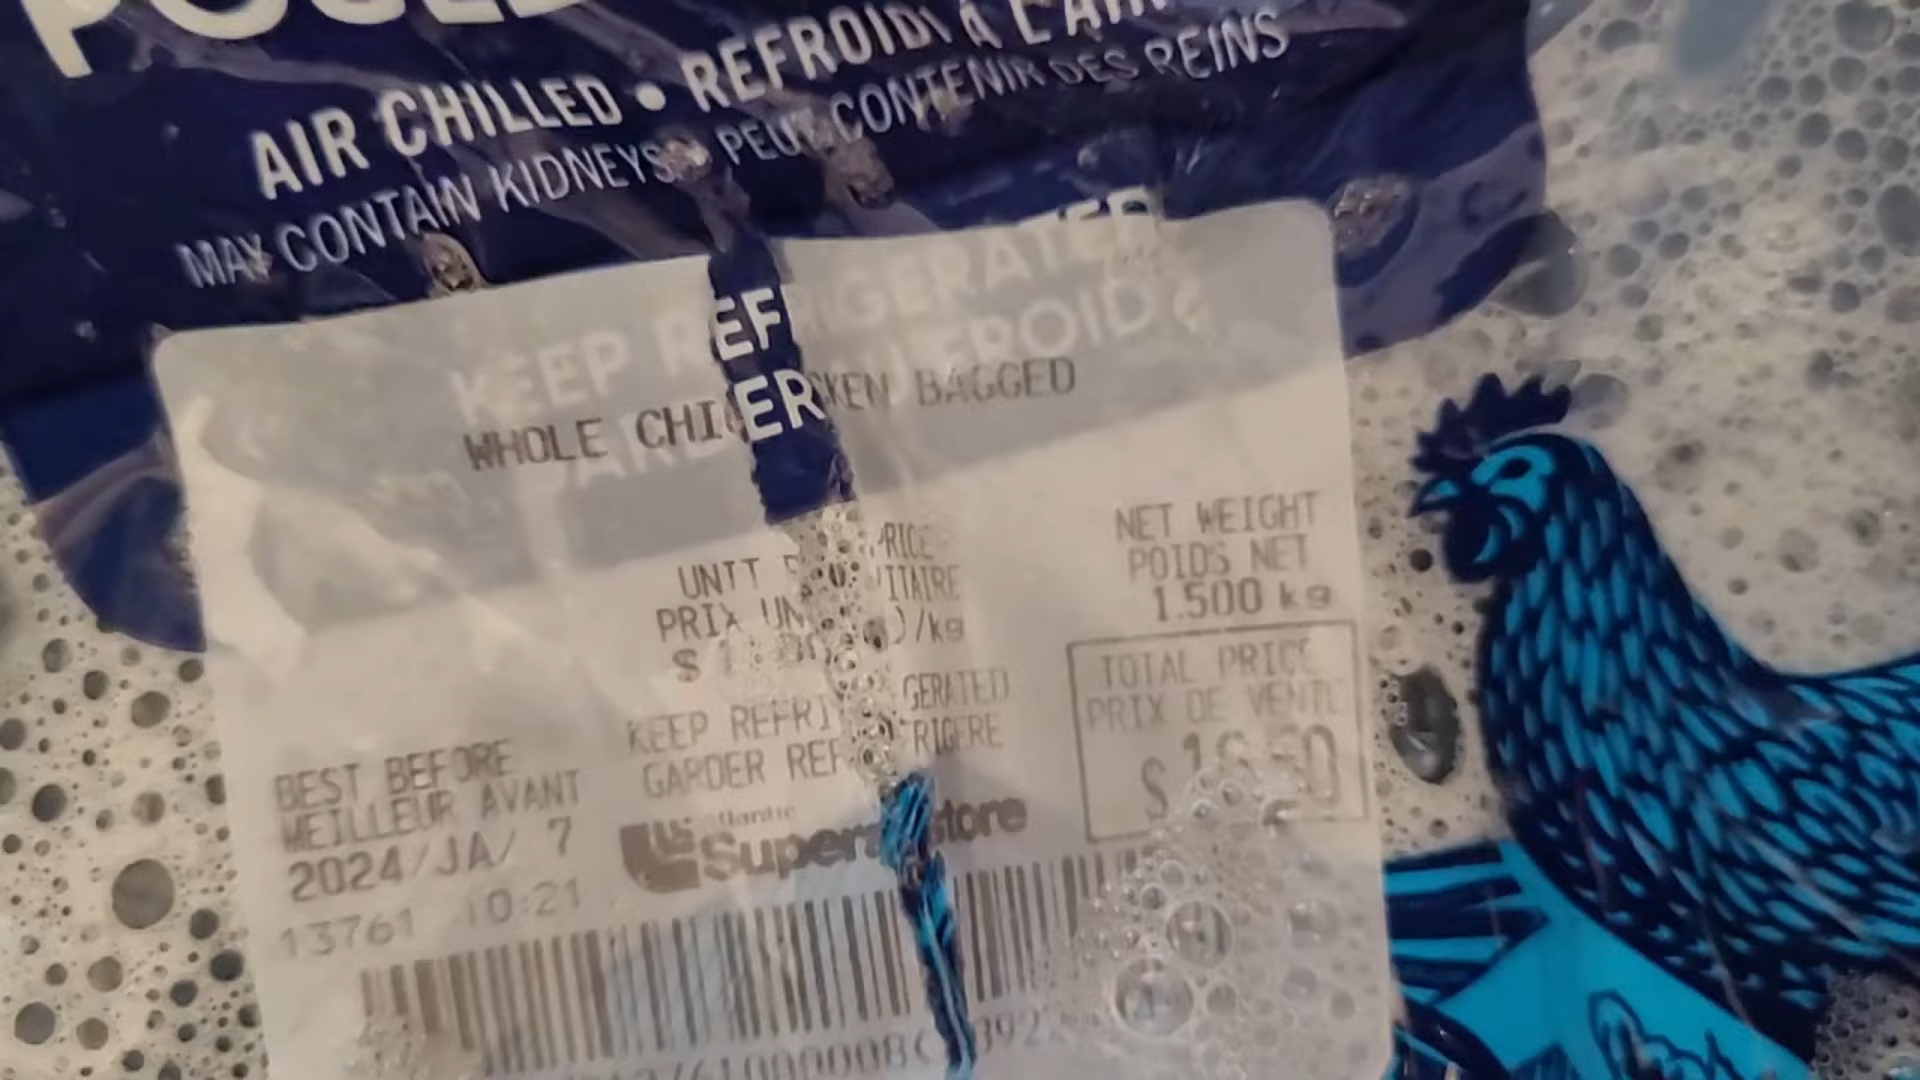 AIR CHILLED • REFROIDI À L'AIR
MAY CONTAIN KIDNEYS • PEUT CONTENIR DES REINS
KEEP REFRIGERATED
WHOLE CHICKEN BAGGED
NET WEIGHT
POIDS NET
1.500 kg
UNIT PRICE
PRIX UNITAIRE
$ /kg
TOTAL PRICE
PRIX DE VENTE
$
KEEP REFRIGERATED
GARDER REFRIGERE
BEST BEFORE
MEILLEUR AVANT
2024/JA/ 7
13761 10:21
Atlantic
Superstore